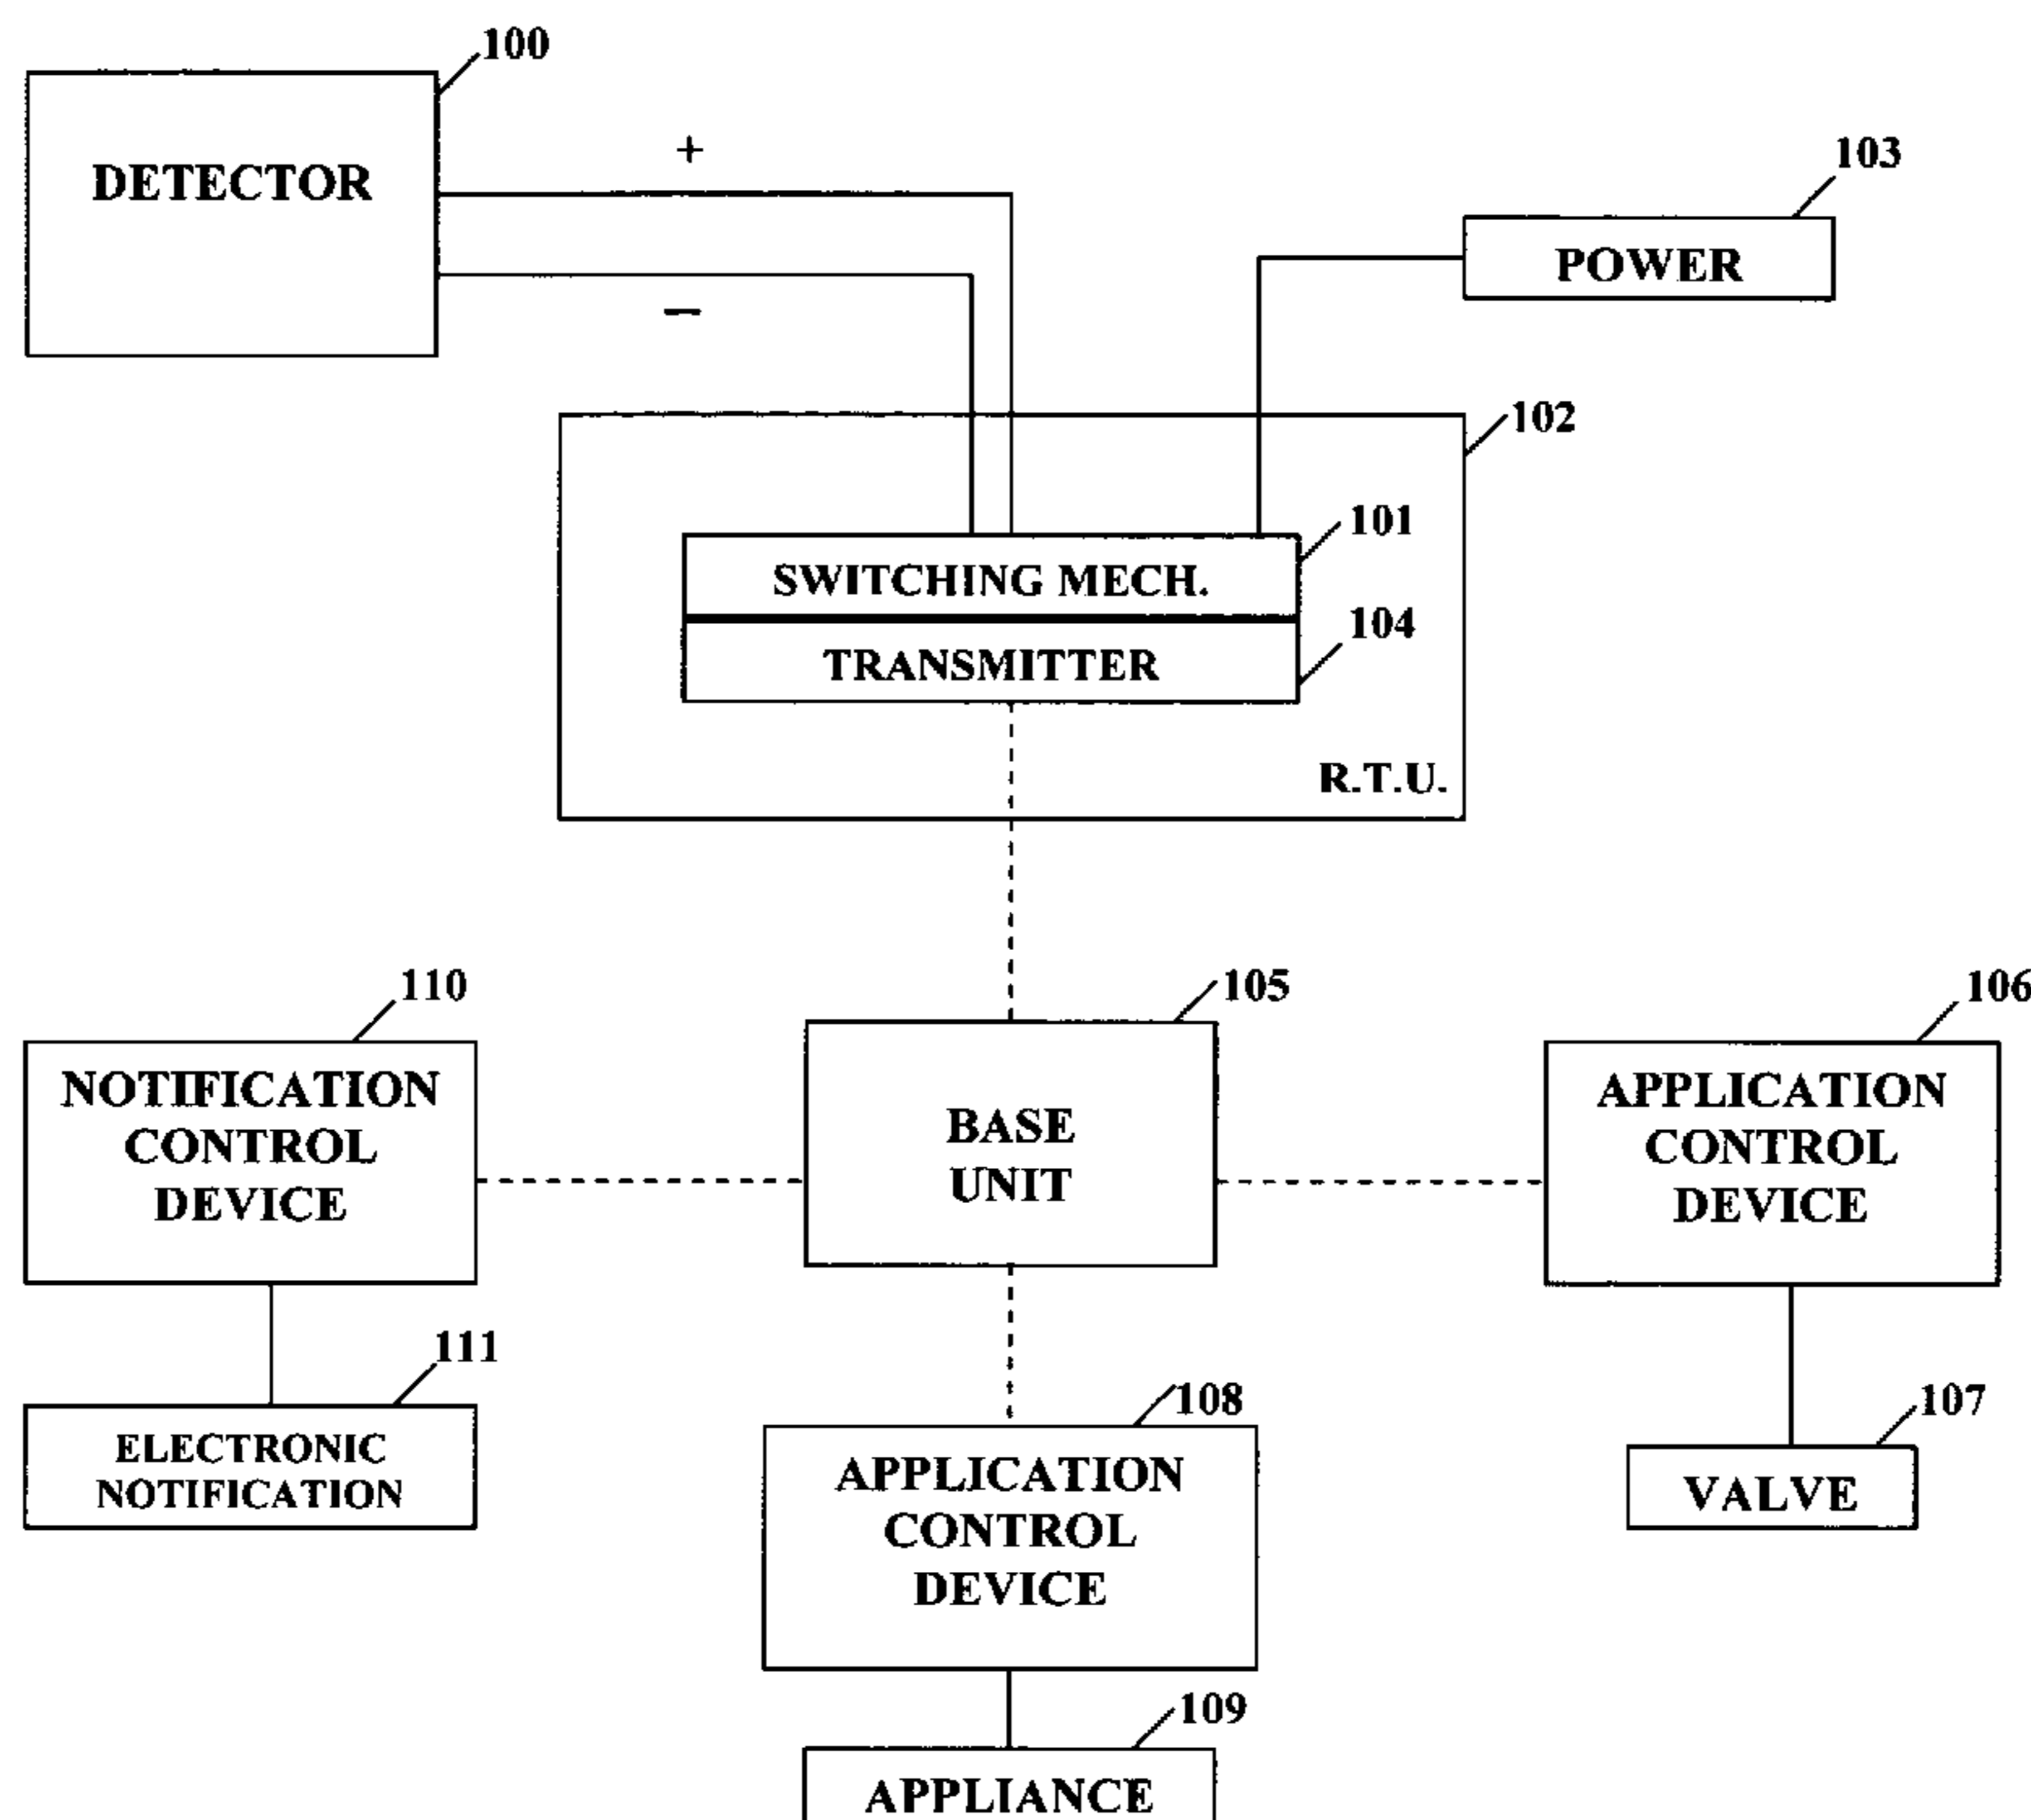 100
DETECTOR
+
−
103
POWER
102
101
SWITCHING MECH.
104
TRANSMITTER
R.T.U.
110
NOTIFICATION
CONTROL
DEVICE
105
BASE
UNIT
106
APPLICATION
CONTROL
DEVICE
111
ELECTRONIC
NOTIFICATION
108
APPLICATION
CONTROL
DEVICE
107
VALVE
109
APPLIANCE